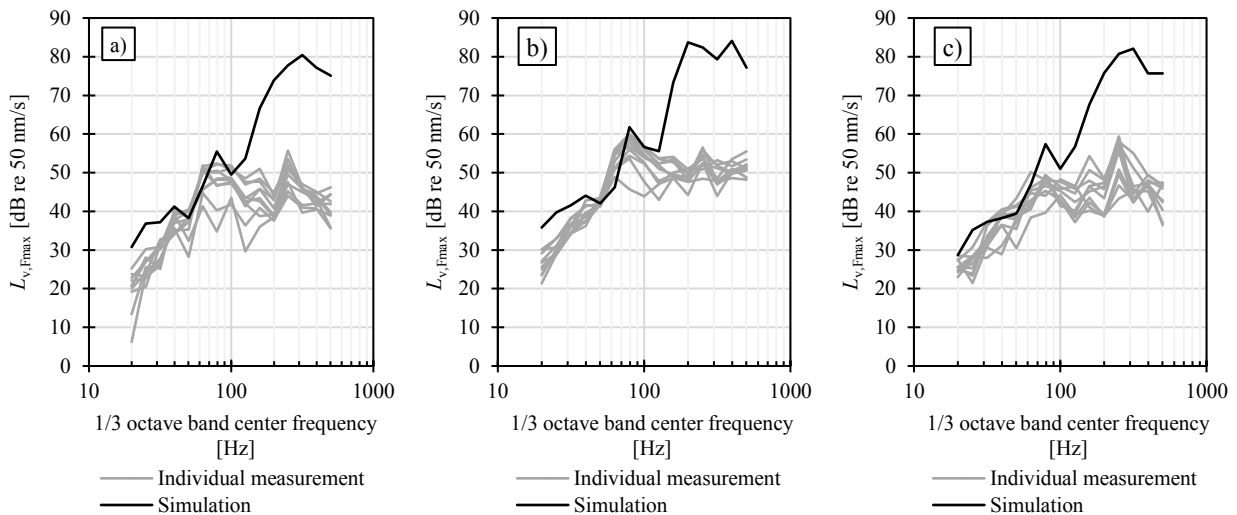 a)
90
80
70
60
50
40
30
20
10
0
10
100
1000
L_v,Fmax [dB re 50 nm/s]
1/3 octave band center frequency
[Hz]
Individual measurement
Simulation
b)
90
80
70
60
50
40
30
20
10
0
10
100
1000
L_v,Fmax [dB re 50 nm/s]
1/3 octave band center frequency
[Hz]
Individual measurement
Simulation
c)
90
80
70
60
50
40
30
20
10
0
10
100
1000
L_v,Fmax [dB re 50 nm/s]
1/3 octave band center frequency
[Hz]
Individual measurement
Simulation